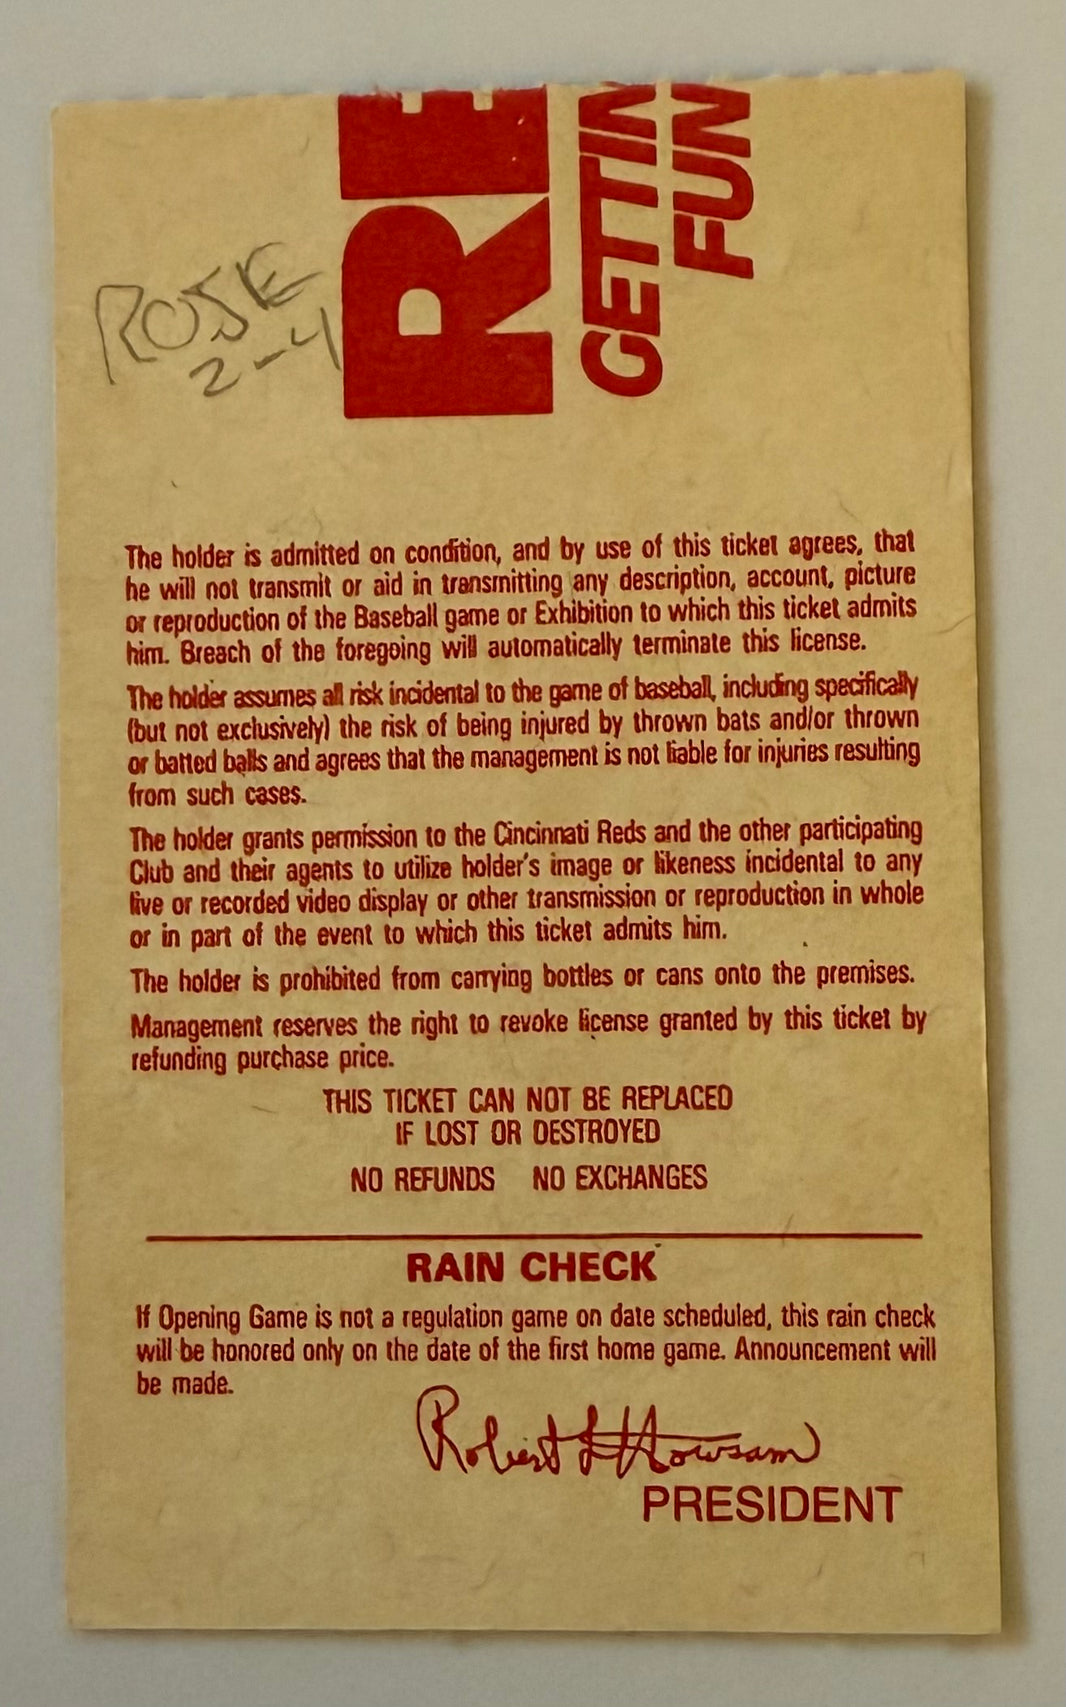 RE
GETTIN
FUN
ROSE
2-4
The holder is admitted on condition, and by use of this ticket agrees, that
he will not transmit or aid in transmitting any description, account, picture
or reproduction of the Baseball game or Exhibition to which this ticket admits
him. Breach of the foregoing will automatically terminate this license.
The holder assumes all risk incidental to the game of baseball, including specifically
(but not exclusively) the risk of being injured by thrown bats and/or thrown
or batted balls and agrees that the management is not liable for injuries resulting
from such cases.
The holder grants permission to the Cincinnati Reds and the other participating
Club and their agents to utilize holder's image or likeness incidental to any
live or recorded video display or other transmission or reproduction in whole
or in part of the event to which this ticket admits him.
The holder is prohibited from carrying bottles or cans onto the premises.
Management reserves the right to revoke license granted by this ticket by
refunding purchase price.
THIS TICKET CAN NOT BE REPLACED
IF LOST OR DESTROYED
NO REFUNDS NO EXCHANGES
RAIN CHECK
If Opening Game is not a regulation game on date scheduled, this rain check
will be honored only on the date of the first home game. Announcement will
be made.
Robert L Howsam
PRESIDENT